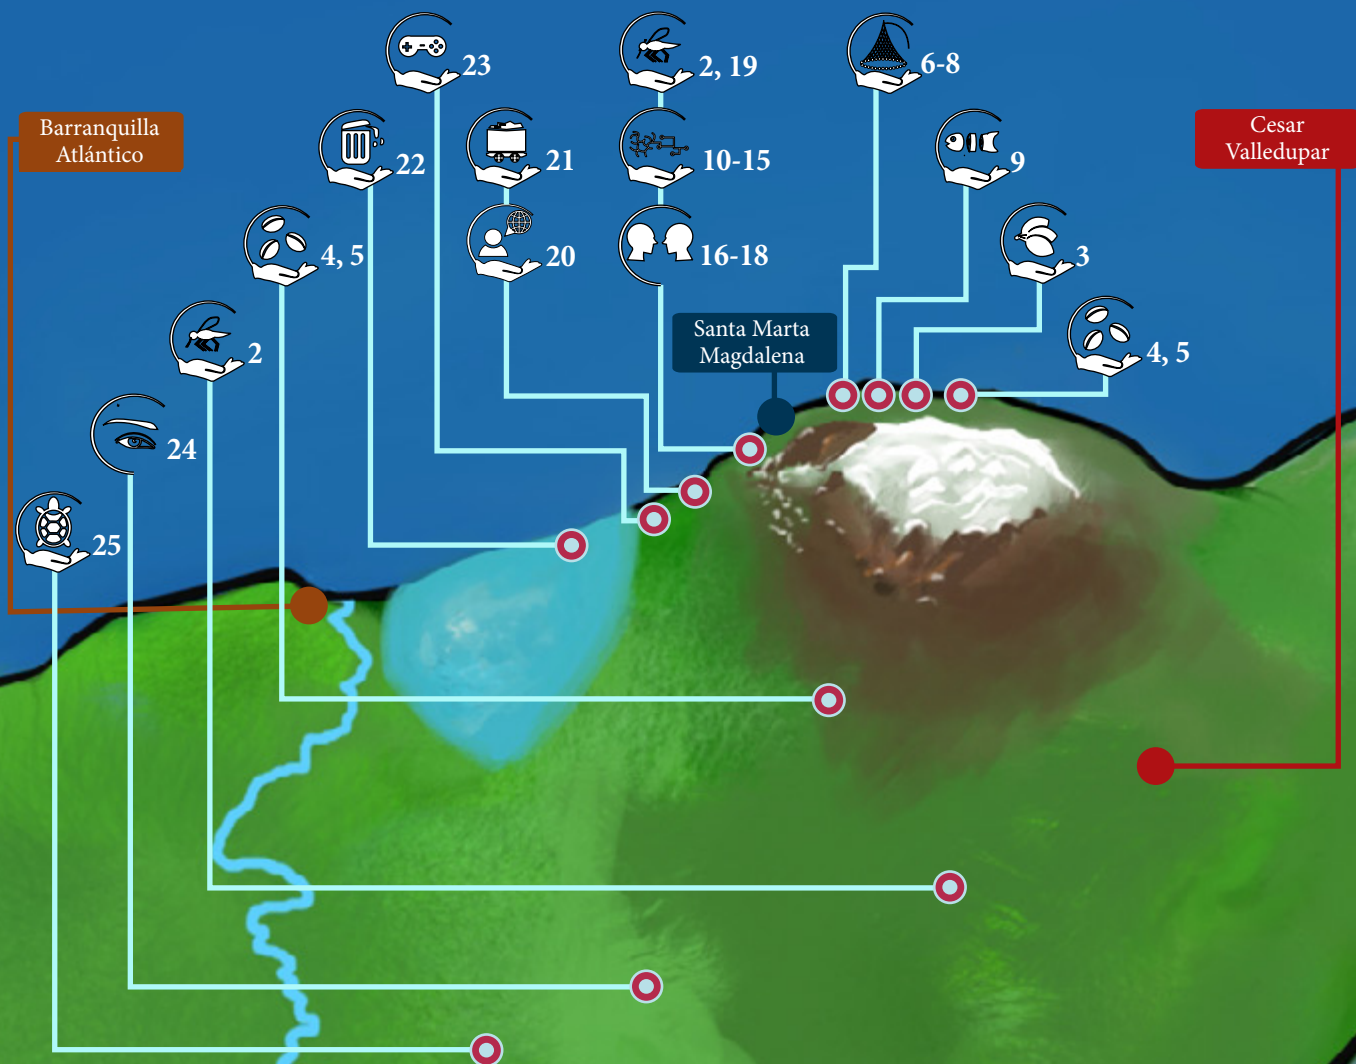 23
2, 19
6-8
Barranquilla
Atlántico
Cesar
Valledupar
22
21
10-15
9
4, 5
20
16-18
3
2
Santa Marta
Magdalena
4, 5
24
25